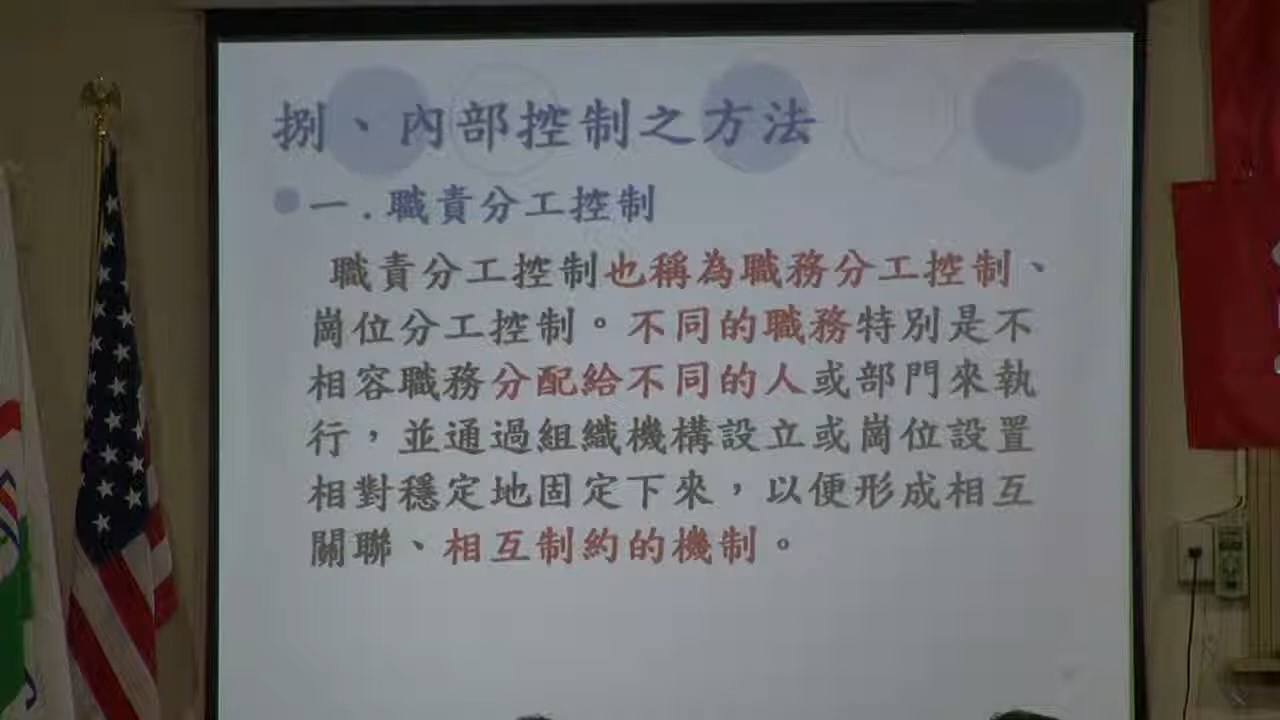 捌、內部控制之方法
一.職責分工控制
職責分工控制也稱為職務分工控制、
崗位分工控制。不同的職務特別是不
相容職務分配給不同的人或部門來執
行，並通過組織機構設立或崗位設置
相對穩定地固定下來，以便形成相互
關聯、相互制約的機制。